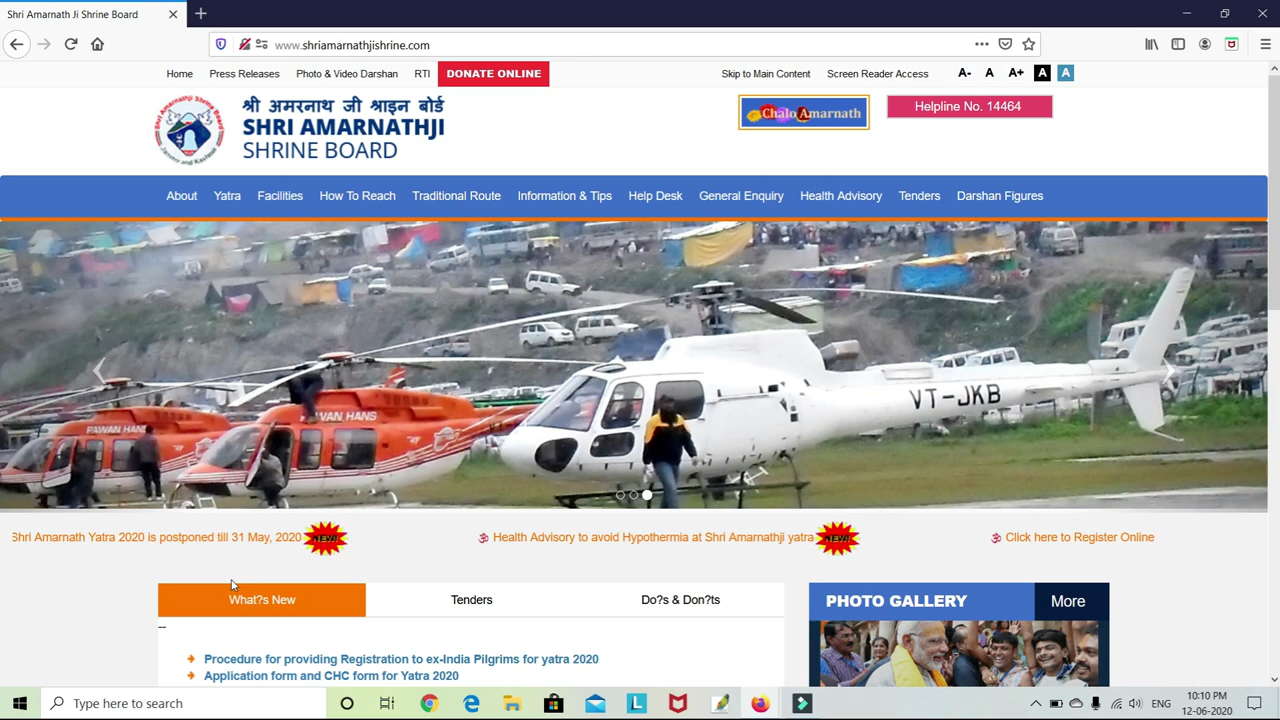 Shri Amarnath Ji Shrine Board
www.shriamarnathjishrine.com
Home Press Releases Photo & Video Darshan RTI DONATE ONLINE Skip to Main Content Screen Reader Access A- A A+ A A
श्री अमरनाथ जी श्राइन बोर्ड
SHRI AMARNATHJI
SHRINE BOARD
Chalo Amarnath
Helpline No. 14464
About Yatra Facilities How To Reach Traditional Route Information & Tips Help Desk General Enquiry Health Advisory Tenders Darshan Figures
PAWAN HANS
PAWAN HANS
VT-JKB
Shri Amarnath Yatra 2020 is postponed till 31 May, 2020 NEW! Health Advisory to avoid Hypothermia at Shri Amarnathji yatra NEW! Click here to Register Online
What?s New Tenders Do?s & Don?ts
PHOTO GALLERY More
--
Procedure for providing Registration to ex-India Pilgrims for yatra 2020
Application form and CHC form for Yatra 2020
Type here to search
ENG
10:10 PM
12-06-2020